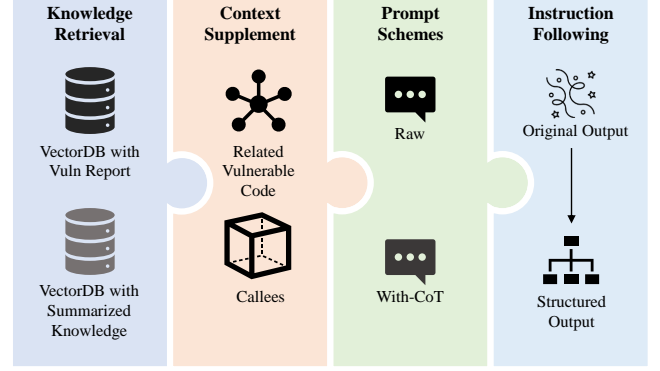 Knowledge
Retrieval
VectorDB with
Vuln Report
VectorDB with
Summarized
Knowledge
Context
Supplement
Related
Vulnerable
Code
Callees
Prompt
Schemes
Raw
With-CoT
Instruction
Following
Original Output
Structured
Output